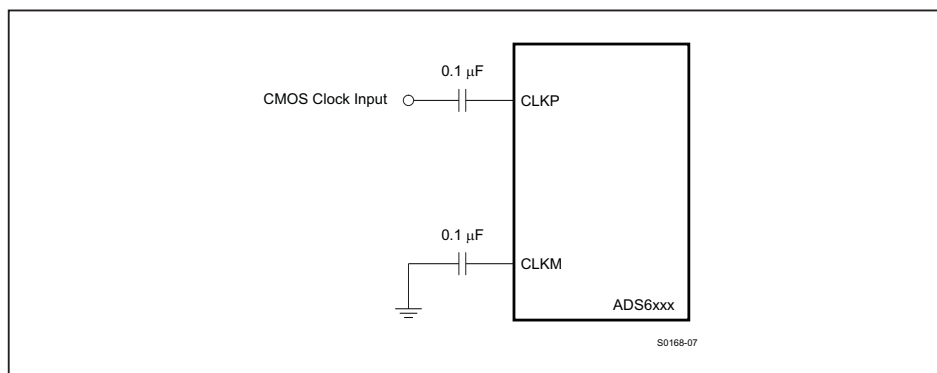 0.1 μF
CMOS Clock Input
CLKP
0.1 μF
CLKM
ADS6xxx
S0168-07